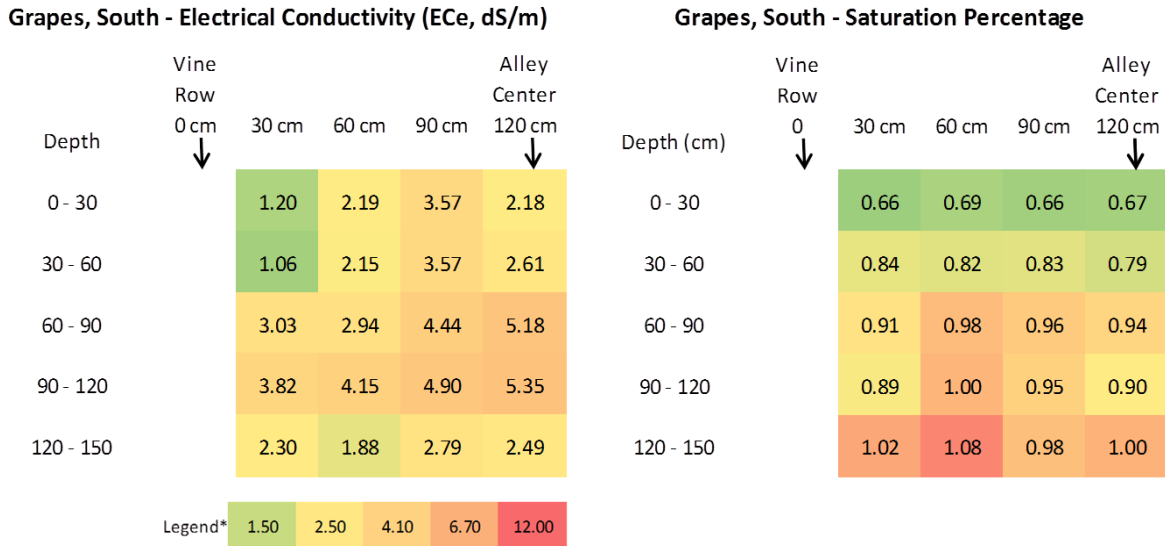 Grapes, South - Electrical Conductivity (ECe, dS/m)
Vine Row 0 cm
Alley Center
Depth 30 cm 60 cm 90 cm 120 cm
0 - 30 1.20 2.19 3.57 2.18
30 - 60 1.06 2.15 3.57 2.61
60 - 90 3.03 2.94 4.44 5.18
90 - 120 3.82 4.15 4.90 5.35
120 - 150 2.30 1.88 2.79 2.49
Legend* 1.50 2.50 4.10 6.70 12.00
Grapes, South - Saturation Percentage
Vine Row 0
Alley Center
Depth (cm) 30 cm 60 cm 90 cm 120 cm
0 - 30 0.66 0.69 0.66 0.67
30 - 60 0.84 0.82 0.83 0.79
60 - 90 0.91 0.98 0.96 0.94
90 - 120 0.89 1.00 0.95 0.90
120 - 150 1.02 1.08 0.98 1.00